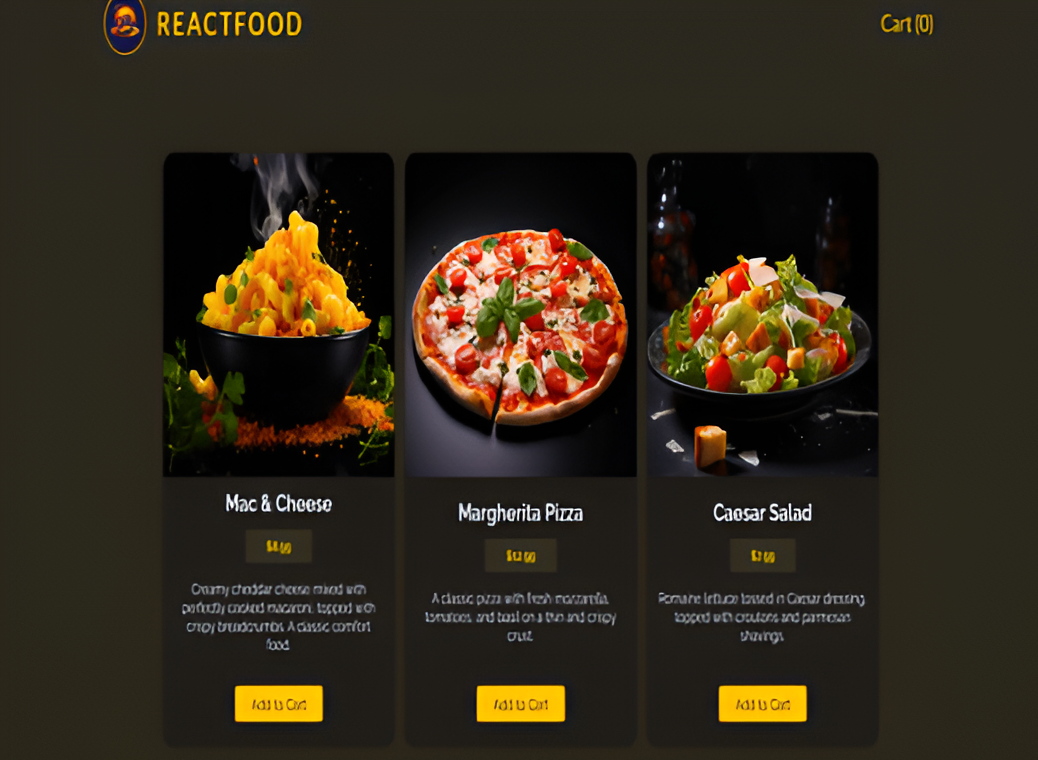 REACTFOOD
Cart (0)
Mac & Cheese
Creamy cheddar cheese mixed with
perfectly cooked macaroni, topped with
crispy breadcrumbs. A classic comfort
food.
Add to Cart
Margherita Pizza
$12.99
A classic pizza with fresh mozzarella,
tomatoes, and basil on a thin and crispy
crust.
Add to Cart
Caesar Salad
Romaine lettuce tossed in Caesar dressing,
topped with croutons and parmesan
shavings.
Add to Cart